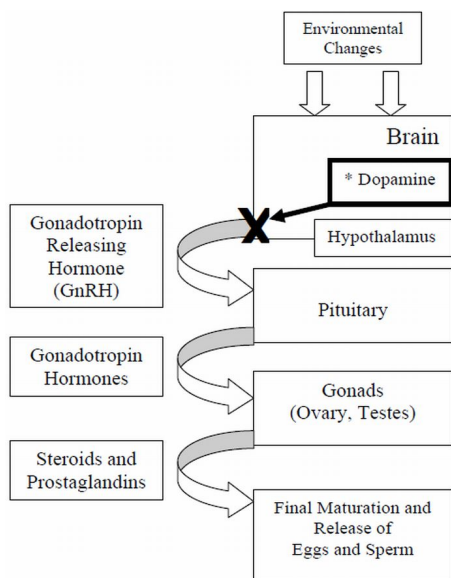 Environmental
Changes
Brain
* Dopamine
X
Hypothalamus
Gonadotropin
Releasing
Hormone
(GnRH)
Pituitary
Gonadotropin
Hormones
Gonads
(Ovary, Testes)
Steroids and
Prostaglandins
Final Maturation and
Release of
Eggs and Sperm